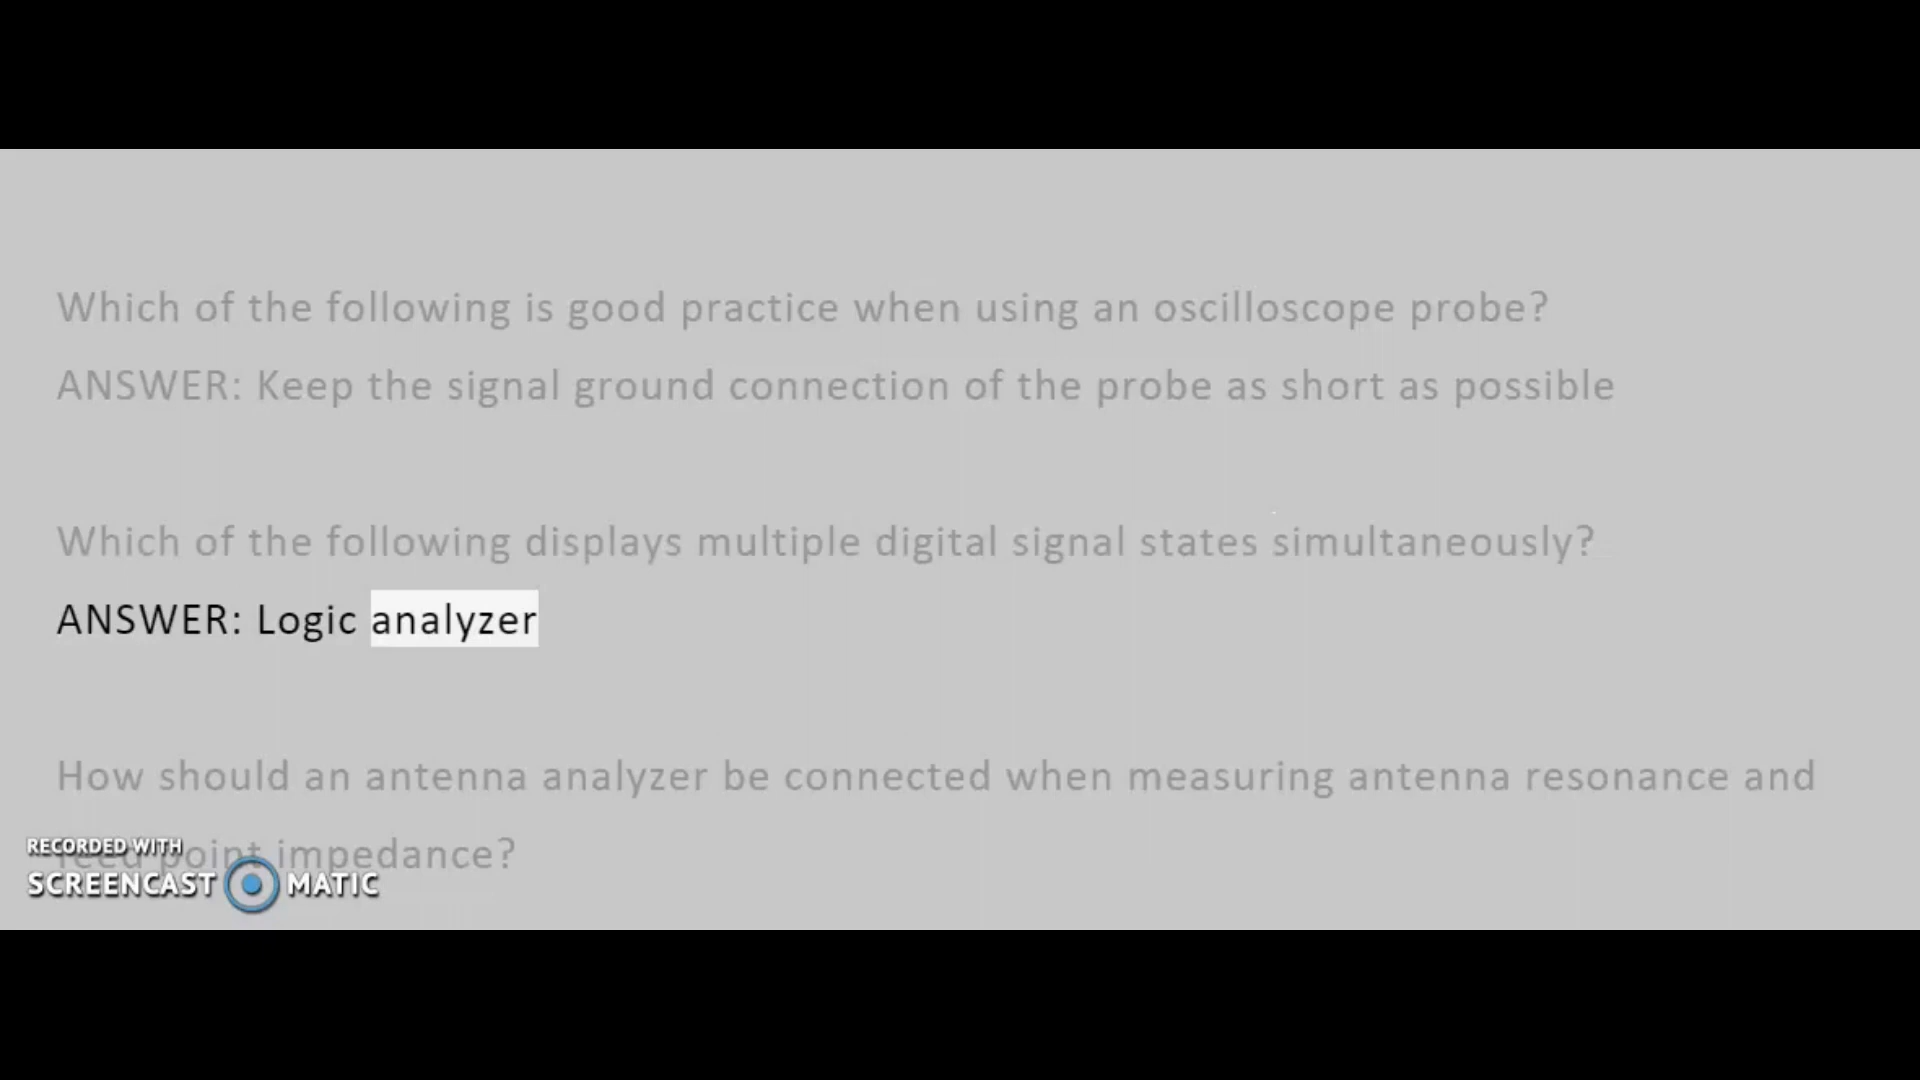 Which of the following is good practice when using an oscilloscope probe?
ANSWER: Keep the signal ground connection of the probe as short as possible
Which of the following displays multiple digital signal states simultaneously?
ANSWER: Logic analyzer
How should an antenna analyzer be connected when measuring antenna resonance and
feed point impedance?
RECORDED WITH
SCREENCAST MATIC